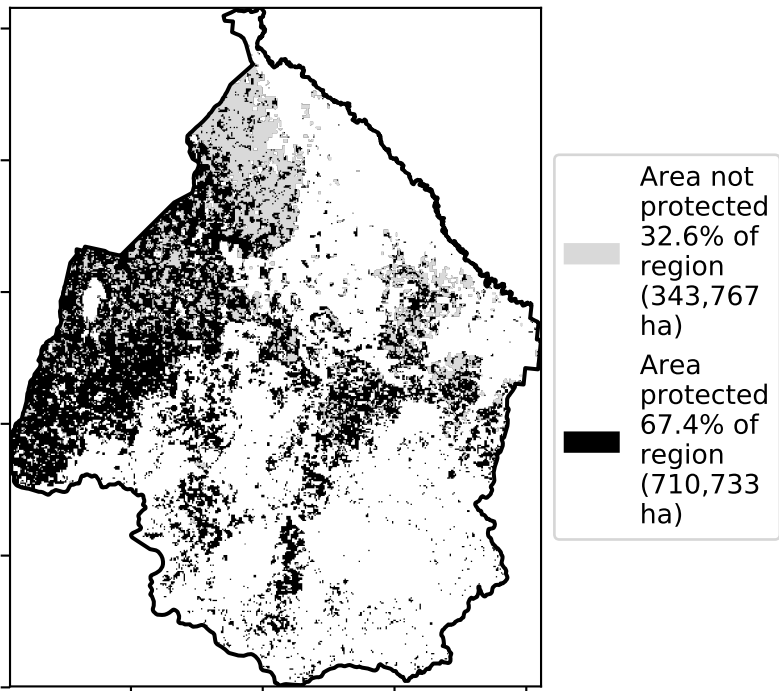 Area not
protected
32.6% of
region
(343,767
ha)
Area
protected
67.4% of
region
(710,733
ha)